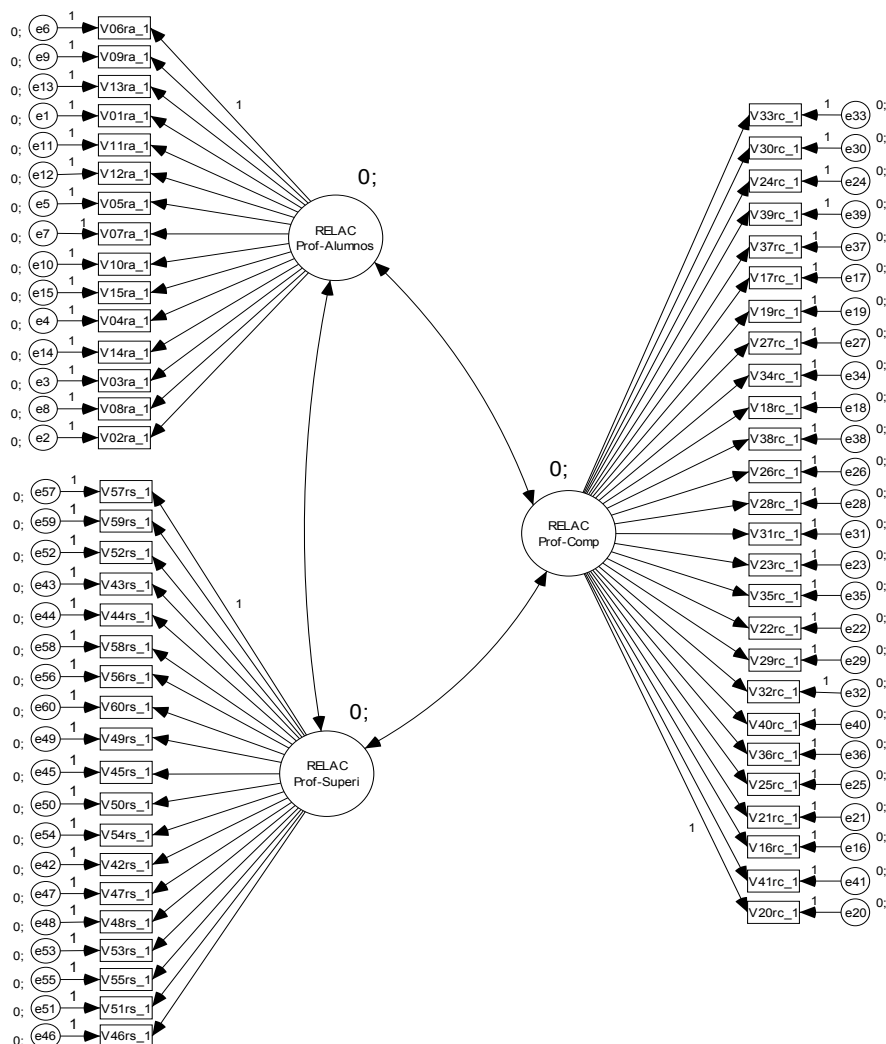 0; e6 1 V06ra_1
0; e9 1 V09ra_1
0; e13 1 V13ra_1
0; e1 1 V01ra_1
0; e11 1 V11ra_1
0; e12 1 V12ra_1
0; e5 1 V05ra_1
0; e7 1 V07ra_1
0; e10 1 V10ra_1
0; e15 1 V15ra_1
0; e4 1 V04ra_1
0; e14 1 V14ra_1
0; e3 1 V03ra_1
0; e8 1 V08ra_1
0; e2 1 V02ra_1
1
0;
RELAC
Prof-Alumnos
0; e57 1 V57rs_1
0; e59 1 V59rs_1
0; e52 1 V52rs_1
0; e43 1 V43rs_1
0; e44 1 V44rs_1
0; e58 1 V58rs_1
0; e56 1 V56rs_1
0; e60 1 V60rs_1
0; e49 1 V49rs_1
0; e45 1 V45rs_1
0; e50 1 V50rs_1
0; e54 1 V54rs_1
0; e42 1 V42rs_1
0; e47 1 V47rs_1
0; e48 1 V48rs_1
0; e53 1 V53rs_1
0; e55 1 V55rs_1
0; e51 1 V51rs_1
0; e46 1 V46rs_1
1
0;
RELAC
Prof-Superi
0;
RELAC
Prof-Comp
1
V33rc_1 1 e33 0;
V30rc_1 1 e30 0;
V24rc_1 1 e24 0;
V39rc_1 1 e39 0;
V37rc_1 1 e37 0;
V17rc_1 1 e17 0;
V19rc_1 1 e19 0;
V27rc_1 1 e27 0;
V34rc_1 1 e34 0;
V18rc_1 1 e18 0;
V38rc_1 1 e38 0;
V26rc_1 1 e26 0;
V28rc_1 1 e28 0;
V31rc_1 1 e31 0;
V23rc_1 1 e23 0;
V35rc_1 1 e35 0;
V22rc_1 1 e22 0;
V29rc_1 1 e29 0;
V32rc_1 1 e32 0;
V40rc_1 1 e40 0;
V36rc_1 1 e36 0;
V25rc_1 1 e25 0;
V21rc_1 1 e21 0;
V16rc_1 1 e16 0;
V41rc_1 1 e41 0;
V20rc_1 1 e20 0;